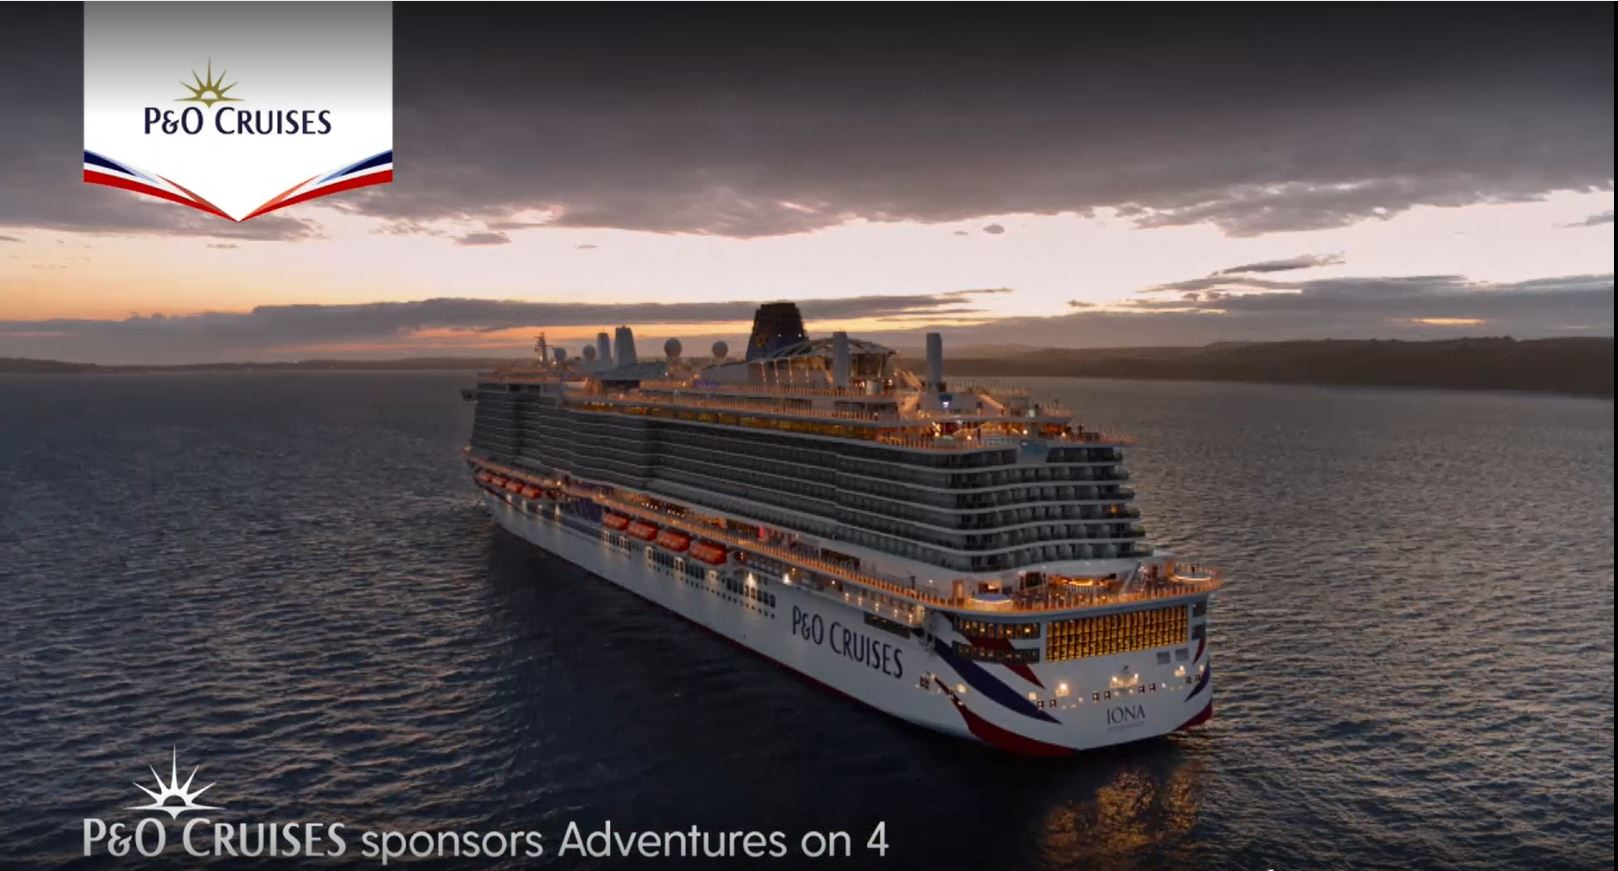 P&O CRUISES
P&O CRUISES
IONA
P&O CRUISES sponsors Adventures on 4